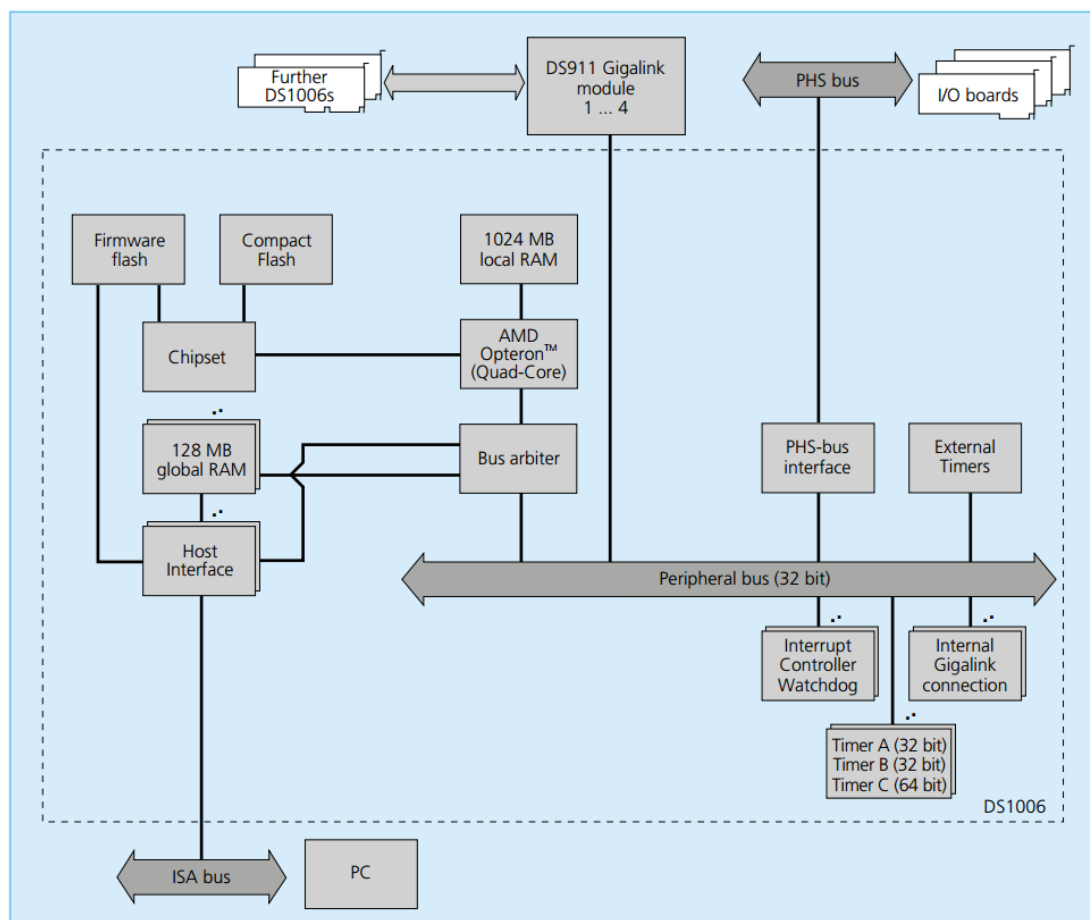 Further
DS1006s
DS911 Gigalink
module
1 ... 4
PHS bus
I/O boards
Firmware
flash
Compact
Flash
1024 MB
local RAM
Chipset
AMD
Opteron™
(Quad-Core)
128 MB
global RAM
Bus arbiter
PHS-bus
interface
External
Timers
Host
Interface
Peripheral bus (32 bit)
Interrupt
Controller
Watchdog
Internal
Gigalink
connection
Timer A (32 bit)
Timer B (32 bit)
Timer C (64 bit)
DS1006
ISA bus
PC